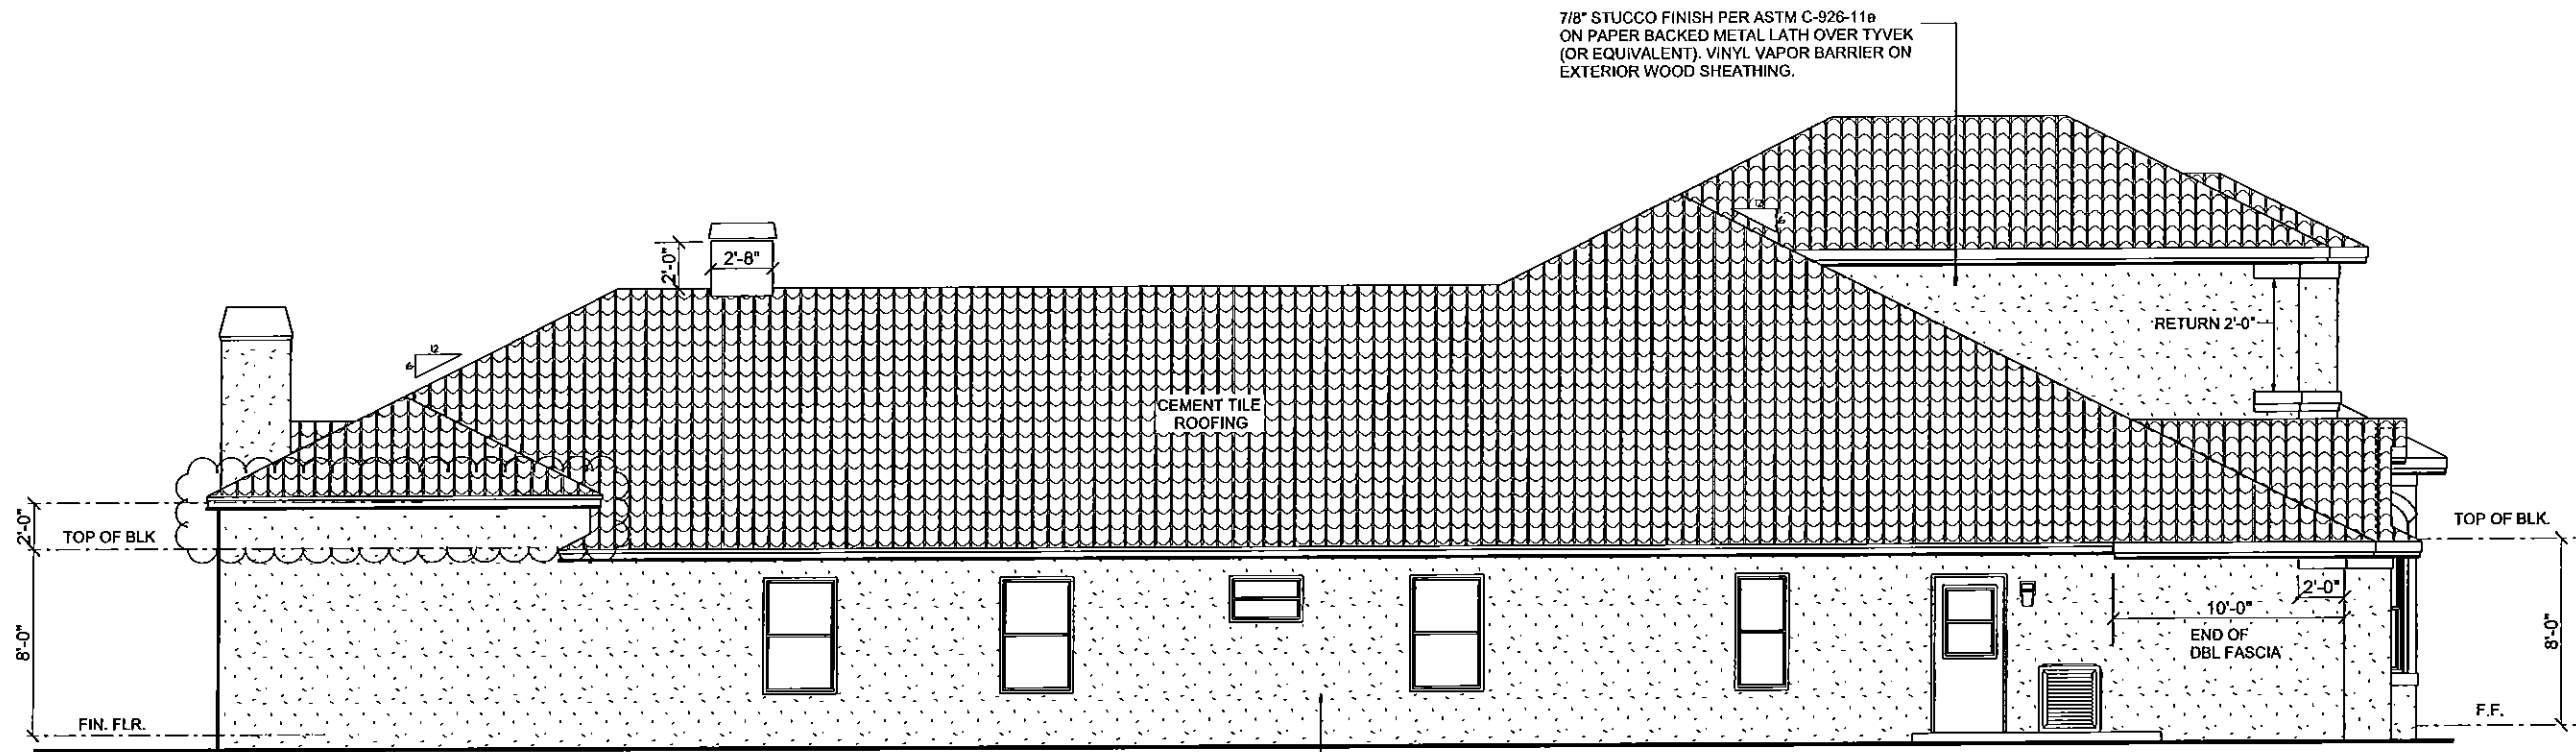 7/8" STUCCO FINISH PER ASTM C-926-11a
ON PAPER BACKED METAL LATH OVER TYVEK
(OR EQUIVALENT). VINYL VAPOR BARRIER ON
EXTERIOR WOOD SHEATHING.
12
6
2'-0"
2'-8"
RETURN 2'-0"
12
6
CEMENT TILE
ROOFING
2'-0"
TOP OF BLK
TOP OF BLK.
2'-0"
10'-0"
END OF
DBL FASCIA
8'-0"
8'-0"
FIN. FLR.
F.F.